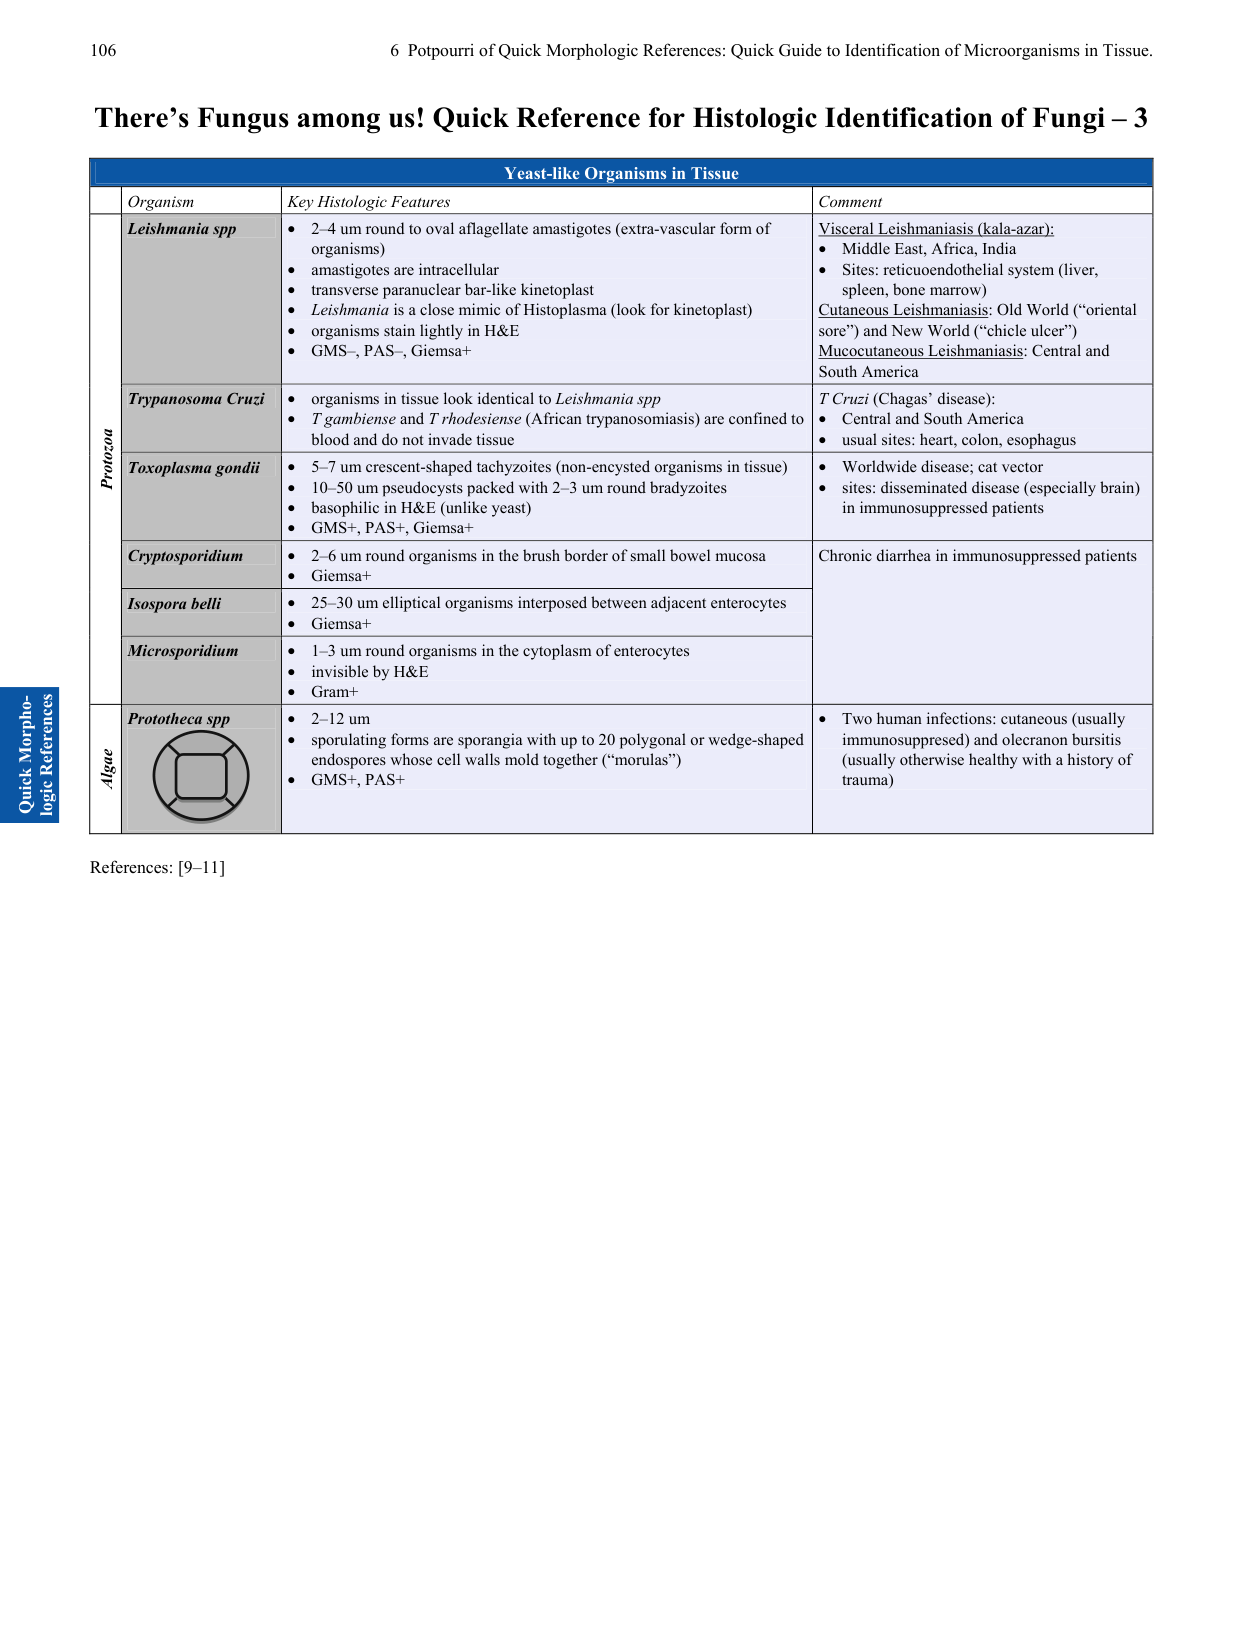 106
6 Potpourri of Quick Morphologic References: Quick Guide to Identification of Microorganisms in Tissue.
There’s Fungus among us! Quick Reference for Histologic Identification of Fungi – 3
Yeast-like Organisms in Tissue
Organism
Key Histologic Features
Comment
Protozoa
Leishmania spp
• 2–4 um round to oval aflagellate amastigotes (extra-vascular form of
organisms)
• amastigotes are intracellular
• transverse paranuclear bar-like kinetoplast
• Leishmania is a close mimic of Histoplasma (look for kinetoplast)
• organisms stain lightly in H&E
• GMS–, PAS–, Giemsa+
Visceral Leishmaniasis (kala-azar):
• Middle East, Africa, India
• Sites: reticuoendothelial system (liver,
spleen, bone marrow)
Cutaneous Leishmaniasis: Old World (“oriental
sore”) and New World (“chicle ulcer”)
Mucocutaneous Leishmaniasis: Central and
South America
Trypanosoma Cruzi
• organisms in tissue look identical to Leishmania spp
• T gambiense and T rhodesiense (African trypanosomiasis) are confined to
blood and do not invade tissue
T Cruzi (Chagas’ disease):
• Central and South America
• usual sites: heart, colon, esophagus
Toxoplasma gondii
• 5–7 um crescent-shaped tachyzoites (non-encysted organisms in tissue)
• 10–50 um pseudocysts packed with 2–3 um round bradyzoites
• basophilic in H&E (unlike yeast)
• GMS+, PAS+, Giemsa+
• Worldwide disease; cat vector
• sites: disseminated disease (especially brain)
in immunosuppressed patients
Cryptosporidium
• 2–6 um round organisms in the brush border of small bowel mucosa
• Giemsa+
Chronic diarrhea in immunosuppressed patients
Isospora belli
• 25–30 um elliptical organisms interposed between adjacent enterocytes
• Giemsa+
Microsporidium
• 1–3 um round organisms in the cytoplasm of enterocytes
• invisible by H&E
• Gram+
Algae
Prototheca spp
• 2–12 um
• sporulating forms are sporangia with up to 20 polygonal or wedge-shaped
endospores whose cell walls mold together (“morulas”)
• GMS+, PAS+
• Two human infections: cutaneous (usually
immunosuppresed) and olecranon bursitis
(usually otherwise healthy with a history of
trauma)
Quick Morpho-
logic References
References: [9–11]